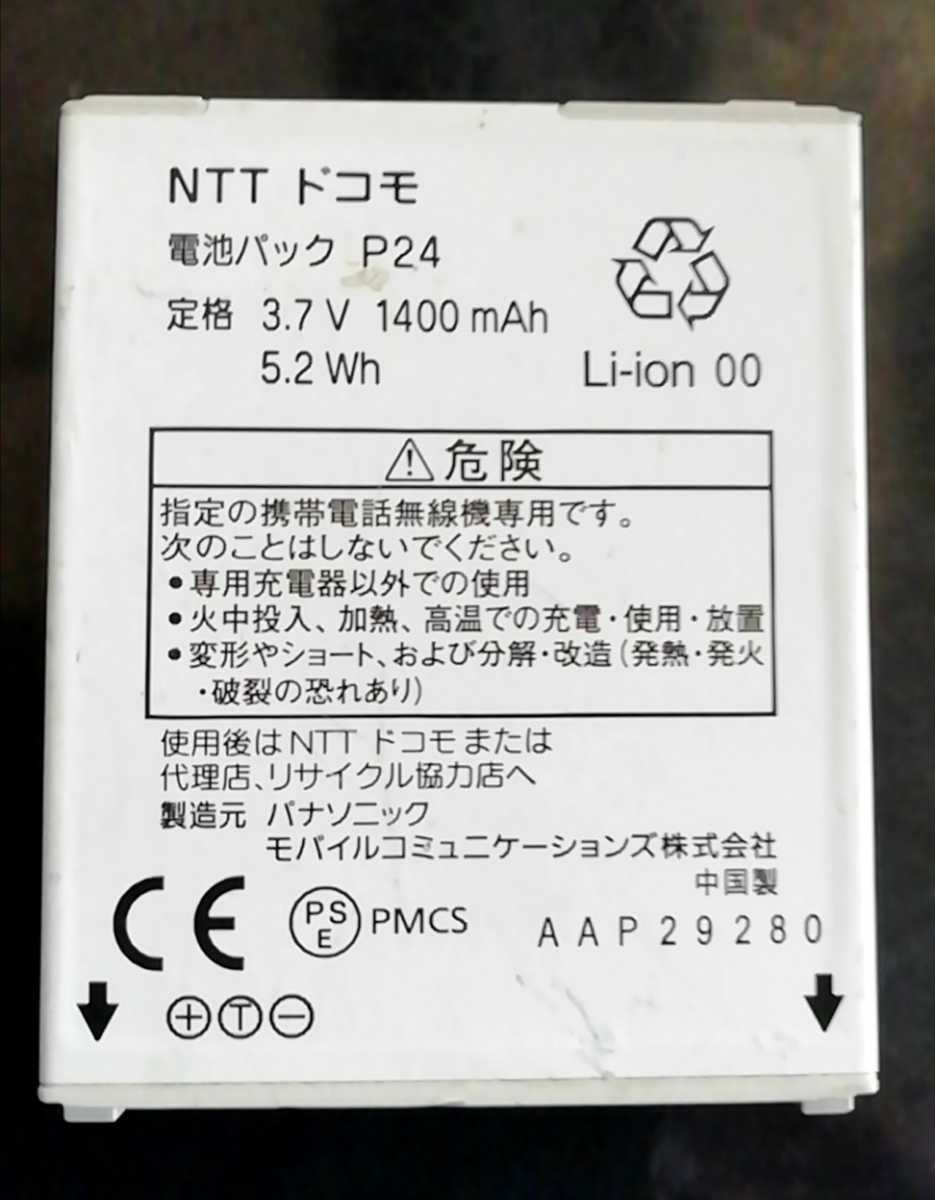 NTT ドコモ
電池パック P24
定格 3.7 V 1400 mAh
5.2 Wh
Li-ion 00
⚠危険
指定の携帯電話無線機専用です。
次のことはしないでください。
•専用充電器以外での使用
•火中投入、加熱、高温での充電・使用・放置
•変形やショート、および分解・改造(発熱・発火
・破裂の恐れあり)
使用後はNTT ドコモまたは
代理店、リサイクル協力店へ
製造元 パナソニック
モバイルコミュニケーションズ株式会社
中国製
CE PSE PMCS AAP29280
+ T −